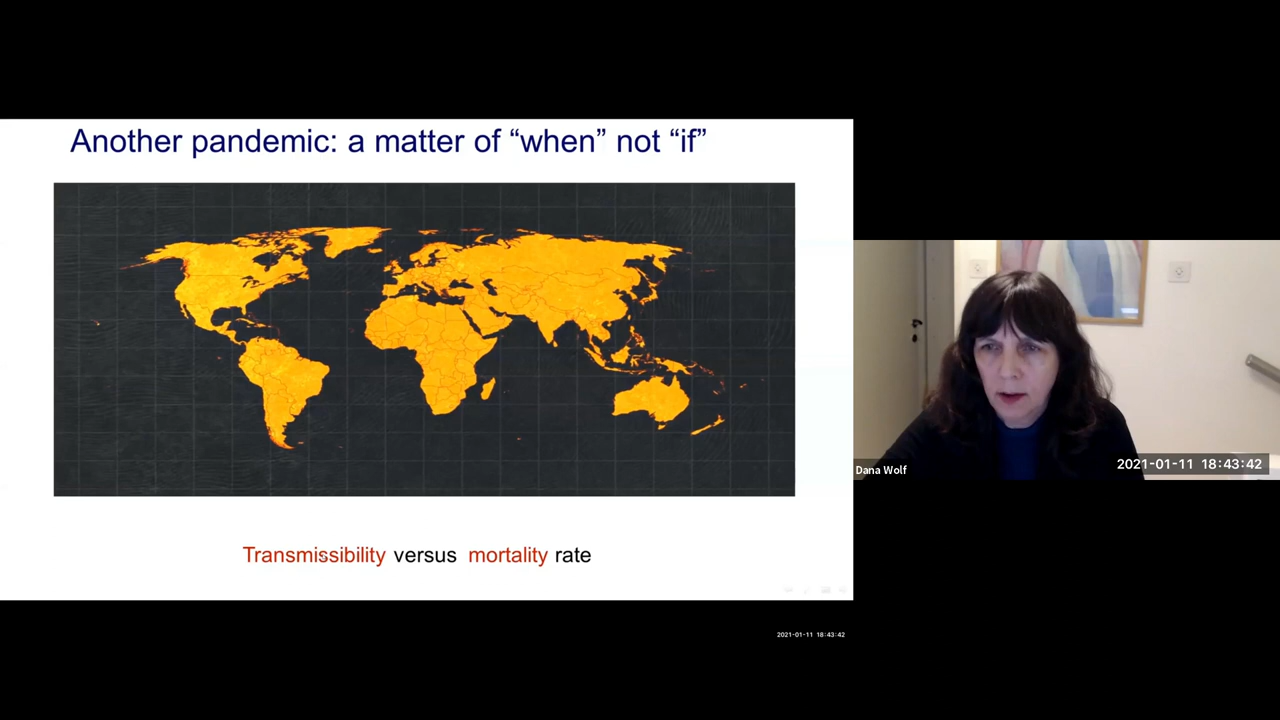 Another pandemic: a matter of “when” not “if”
Transmissibility versus mortality rate
Dana Wolf
2021-01-11 18:43:42
2021-01-11 18:43:42